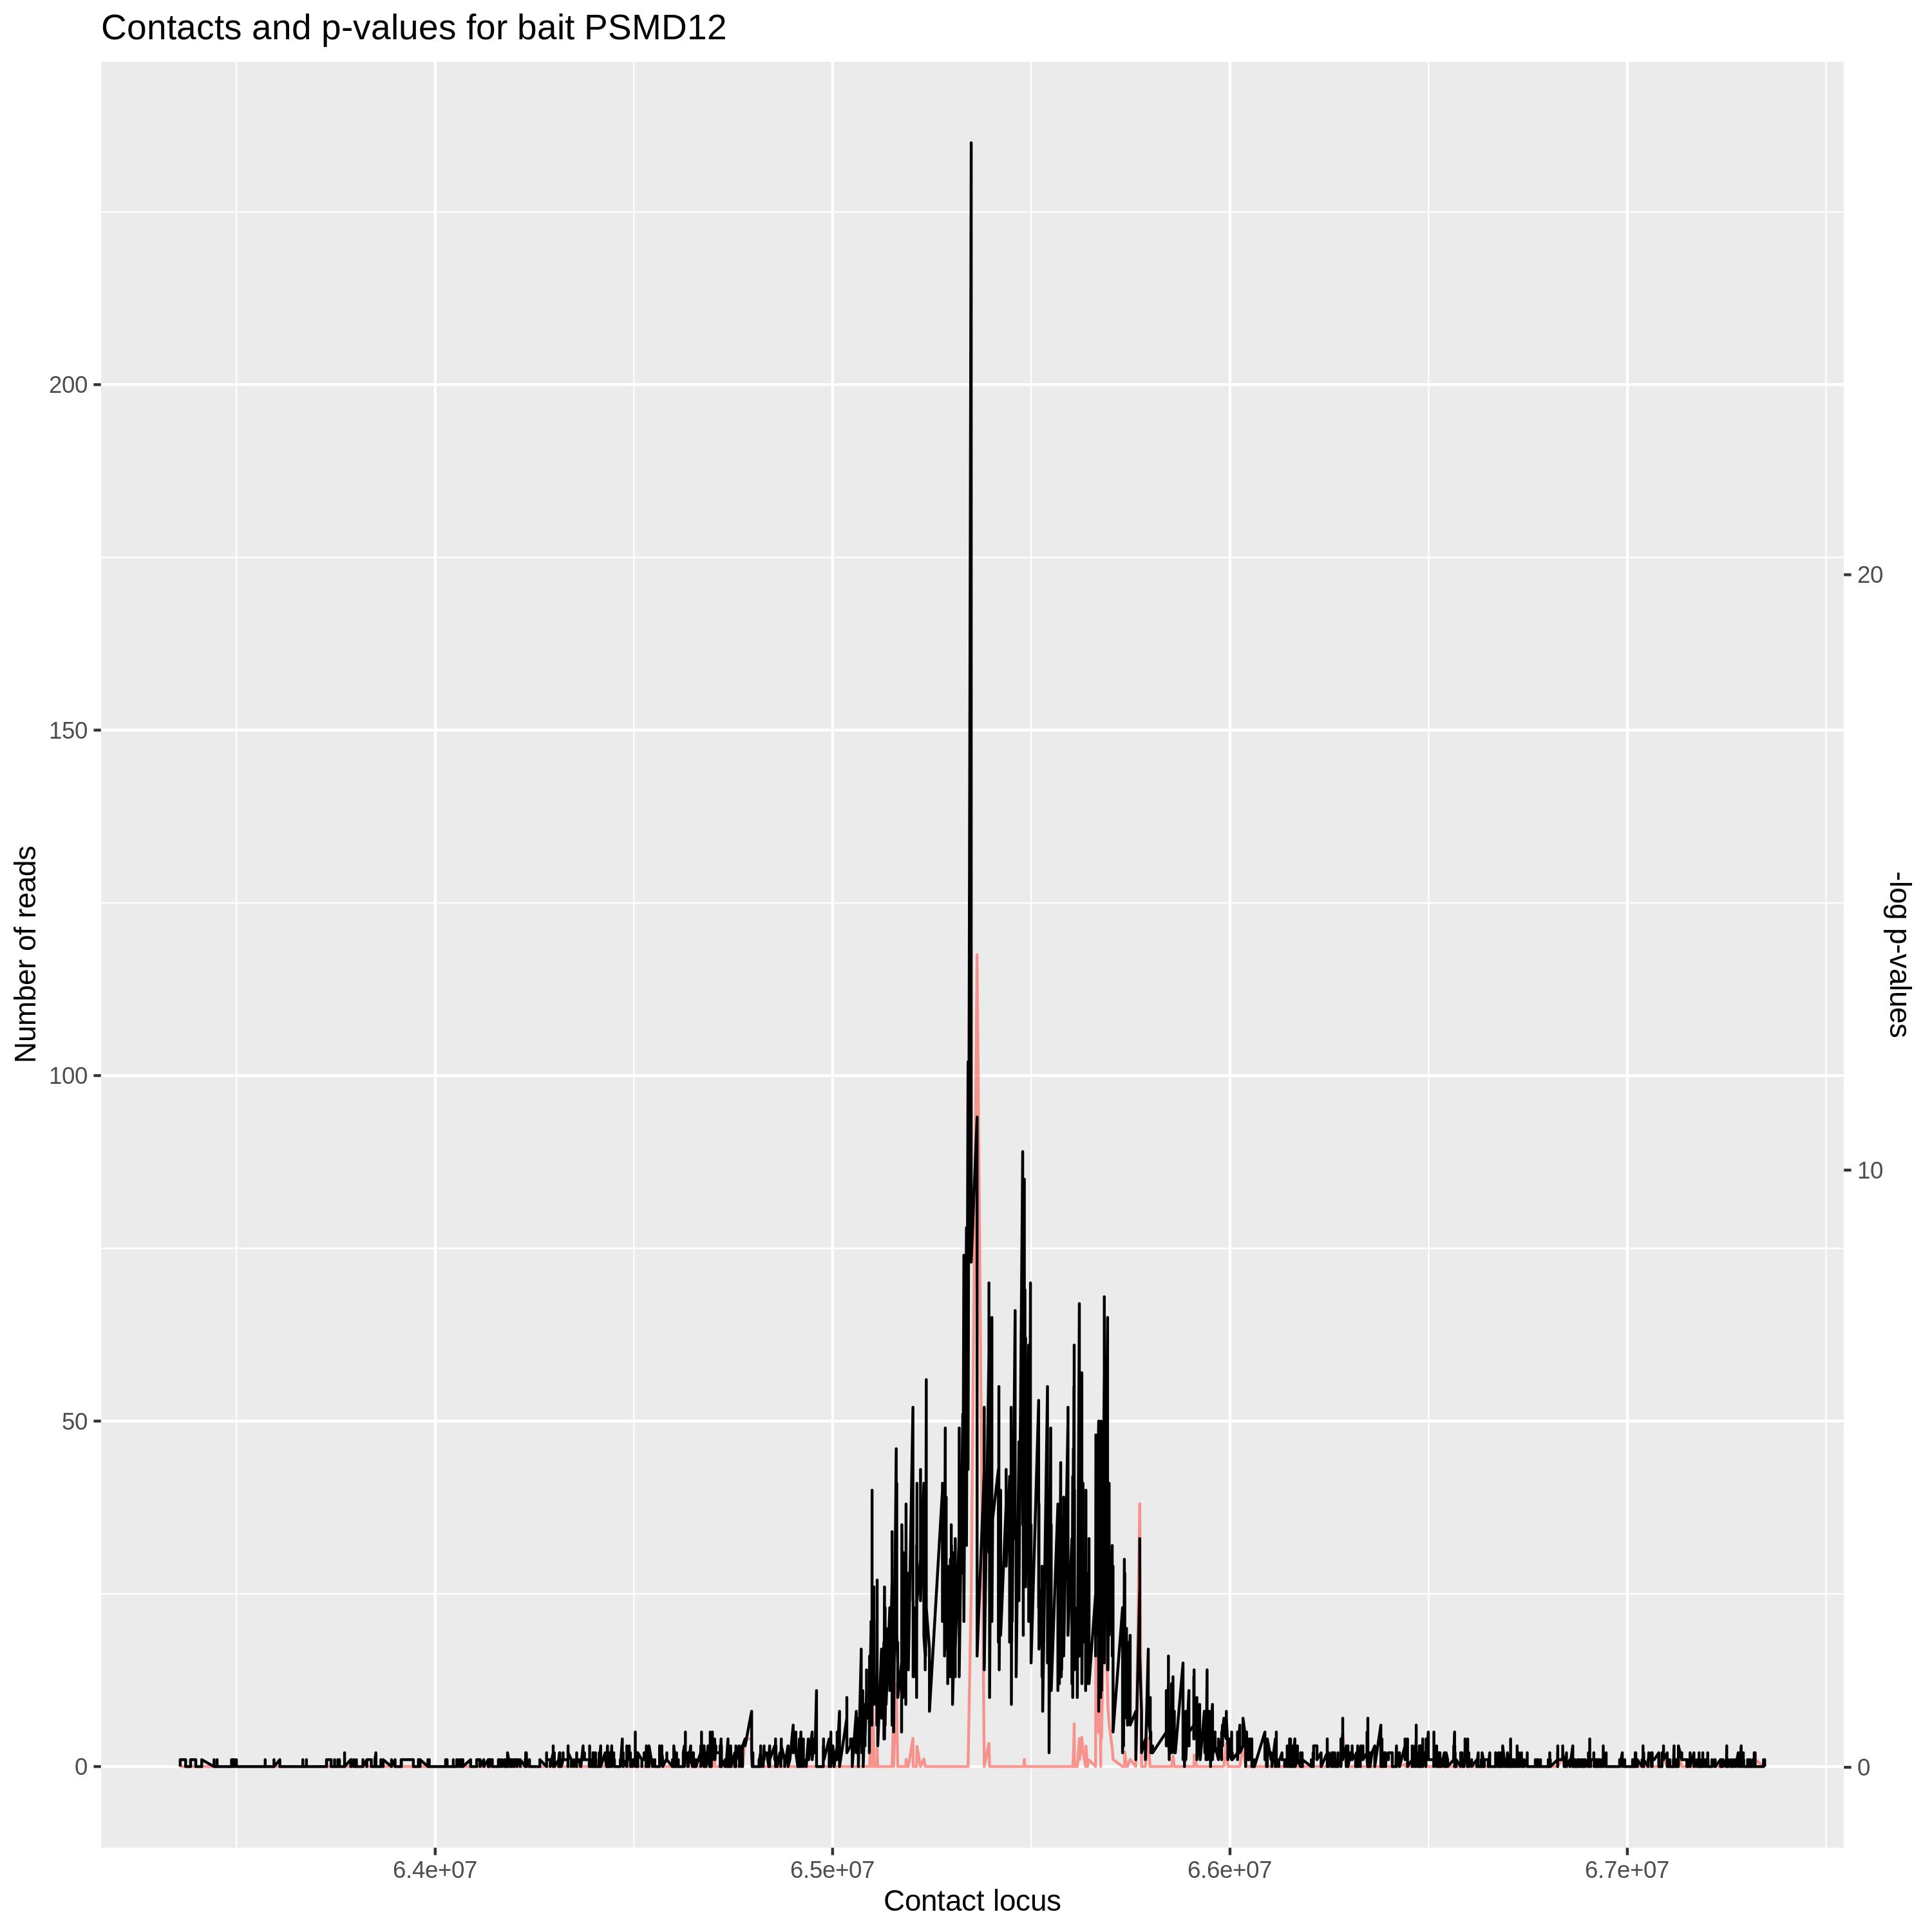 Contacts and p-values for bait PSMD12
Number of reads
200
150
100
50
0
20
10
0
-log p-values
6.4e+07
6.5e+07
6.6e+07
6.7e+07
Contact locus